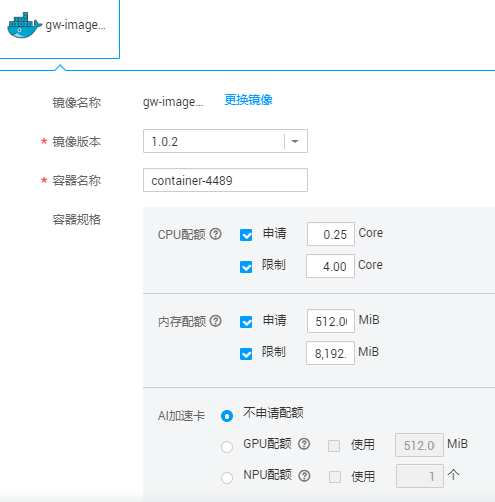 gw-image...
镜像名称 gw-image... 更换镜像
* 镜像版本 1.0.2
* 容器名称 container-4489
容器规格
CPU配额 ? 申请 0.25 Core
限制 4.00 Core
内存配额 ? 申请 512.0 MiB
限制 8,192. MiB
AI加速卡 不申请配额
GPU配额 ? 使用 512.0 MiB
NPU配额 ? 使用 1 个